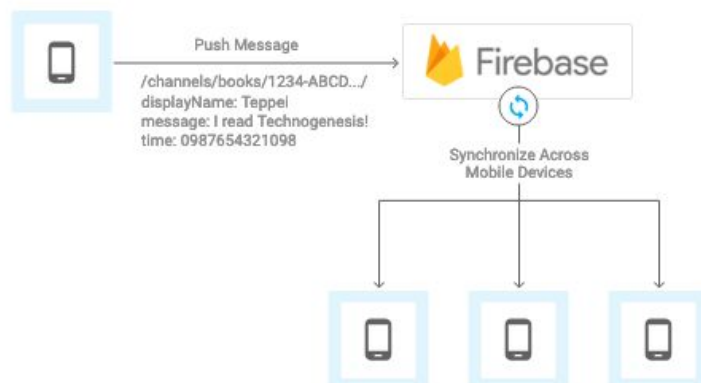 Push Message
/channels/books/1234-ABCD.../
displayName: Teppei
message: I read Technogenesis!
time: 0987654321098
Firebase
Synchronize Across
Mobile Devices